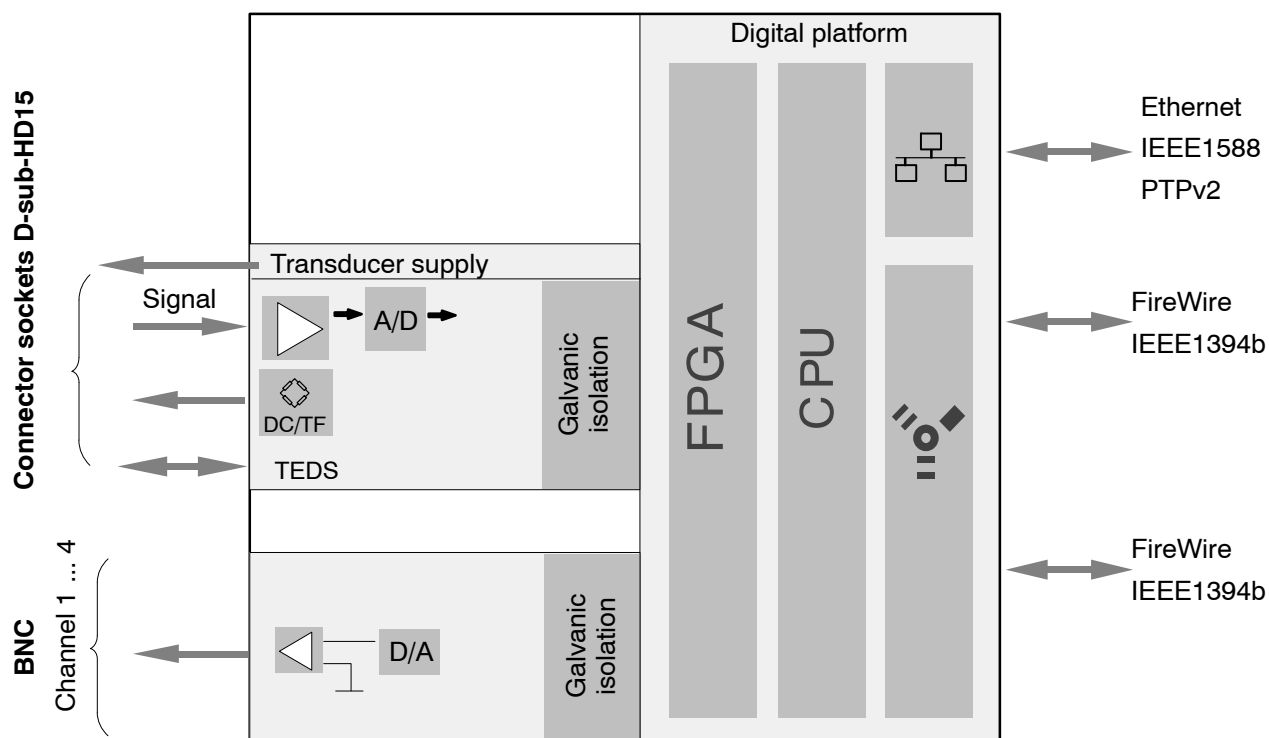 Digital platform
Ethernet
IEEE1588
PTPv2
Connector sockets D-sub-HD15
Transducer supply
Signal
A/D
DC/TF
TEDS
Galvanic
isolation
FPGA
CPU
FireWire
IEEE1394b
FireWire
IEEE1394b
BNC
Channel 1 ... 4
D/A
Galvanic
isolation